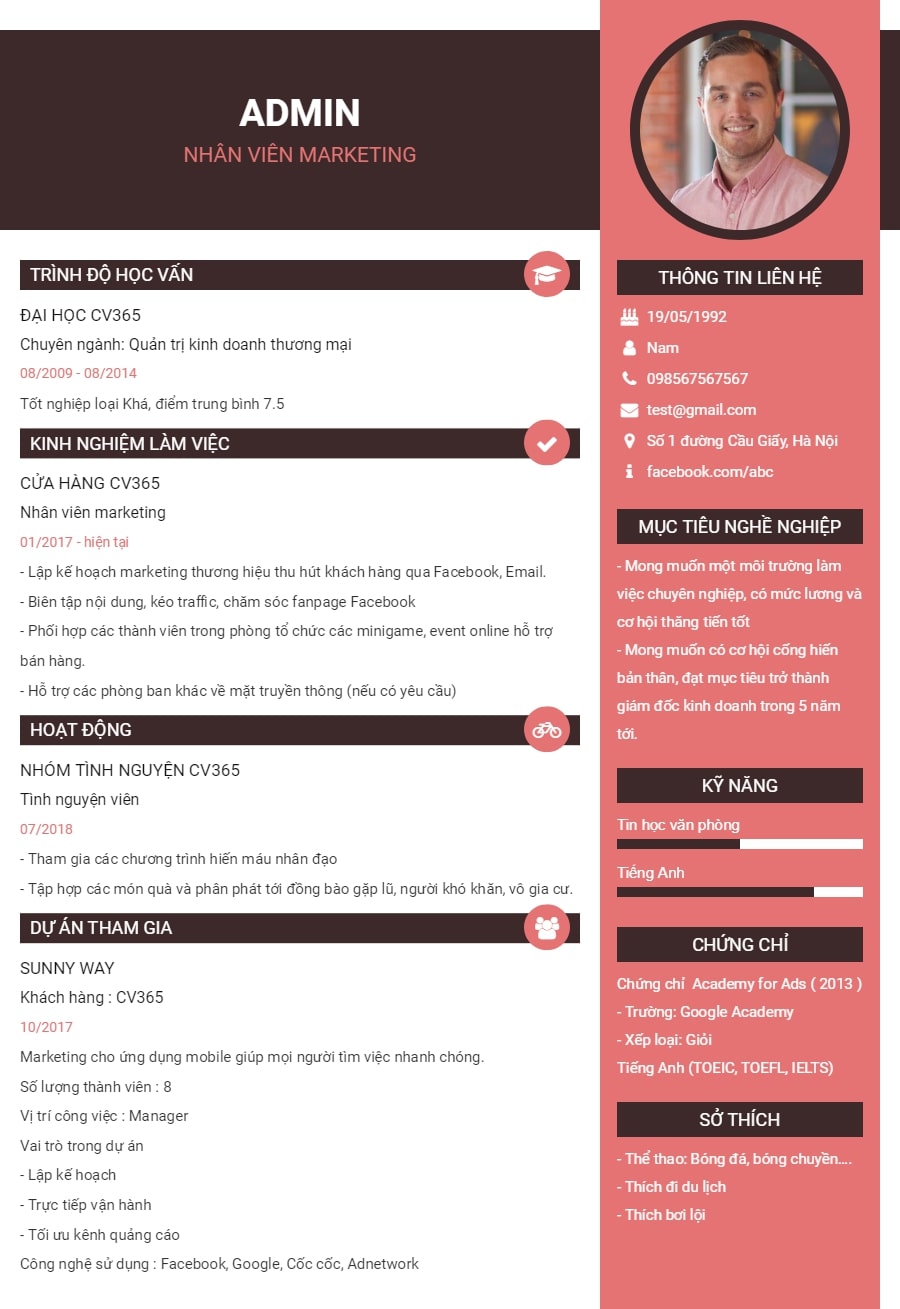 ADMIN
NHÂN VIÊN MARKETING
TRÌNH ĐỘ HỌC VẤN
ĐẠI HỌC CV365
Chuyên ngành: Quản trị kinh doanh thương mại
08/2009 - 08/2014
Tốt nghiệp loại Khá, điểm trung bình 7.5
KINH NGHIỆM LÀM VIỆC
CỬA HÀNG CV365
Nhân viên marketing
01/2017 - hiện tại
- Lập kế hoạch marketing thương hiệu thu hút khách hàng qua Facebook, Email.
- Biên tập nội dung, kéo traffic, chăm sóc fanpage Facebook
- Phối hợp các thành viên trong phòng tổ chức các minigame, event online hỗ trợ
bán hàng.
- Hỗ trợ các phòng ban khác về mặt truyền thông (nếu có yêu cầu)
HOẠT ĐỘNG
NHÓM TÌNH NGUYỆN CV365
Tình nguyện viên
07/2018
- Tham gia các chương trình hiến máu nhân đạo
- Tập hợp các món quà và phân phát tới đồng bào gặp lũ, người khó khăn, vô gia cư.
DỰ ÁN THAM GIA
SUNNY WAY
Khách hàng : CV365
10/2017
Marketing cho ứng dụng mobile giúp mọi người tìm việc nhanh chóng.
Số lượng thành viên : 8
Vị trí công việc : Manager
Vai trò trong dự án
- Lập kế hoạch
- Trực tiếp vận hành
- Tối ưu kênh quảng cáo
Công nghệ sử dụng : Facebook, Google, Cốc cốc, Adnetwork
THÔNG TIN LIÊN HỆ
19/05/1992
Nam
098567567567
test@gmail.com
Số 1 đường Cầu Giấy, Hà Nội
facebook.com/abc
MỤC TIÊU NGHỀ NGHIỆP
- Mong muốn một môi trường làm
việc chuyên nghiệp, có mức lương và
cơ hội thăng tiến tốt
- Mong muốn có cơ hội cống hiến
bản thân, đạt mục tiêu trở thành
giám đốc kinh doanh trong 5 năm
tới.
KỸ NĂNG
Tin học văn phòng
Tiếng Anh
CHỨNG CHỈ
Chứng chỉ  Academy for Ads ( 2013 )
- Trường: Google Academy
- Xếp loại: Giỏi
Tiếng Anh (TOEIC, TOEFL, IELTS)
SỞ THÍCH
- Thể thao: Bóng đá, bóng chuyền....
- Thích đi du lịch
- Thích bơi lội